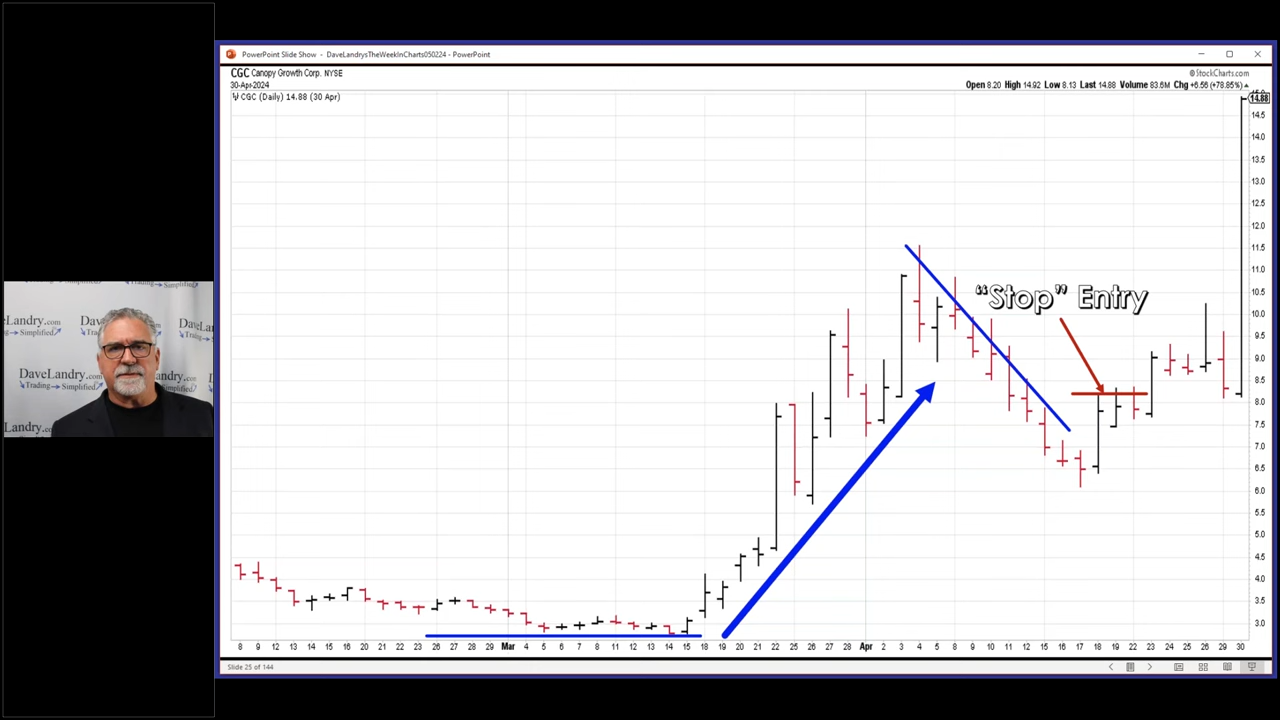 PowerPoint Slide Show - DaveLandrysTheWeekInCharts050224 - PowerPoint
CGC Canopy Growth Corp. NYSE
©StockCharts.com
30-Apr-2024
Open 8.20 High 14.92 Low 8.13 Last 14.88 Volume 83.6M Chg +6.56 (+78.85%)
CGC (Daily) 14.88 (30 Apr)
14.88
14.5
14.0
13.5
13.0
12.5
12.0
11.5
11.0
10.5
10.0
9.5
9.0
8.5
8.0
7.5
7.0
6.5
6.0
5.5
5.0
4.5
4.0
3.5
3.0
“Stop” Entry
8 9 12 13 14 15 16 20 21 22 23 26 27 28 29 Mar 4 5 6 7 8 11 12 13 14 15 18 19 20 21 22 25 26 27 28 Apr 2 3 4 5 8 9 10 11 12 15 16 17 18 19 22 23 24 25 26 29 30
Slide 25 of 144
DaveLandry.com
Trading Simplified